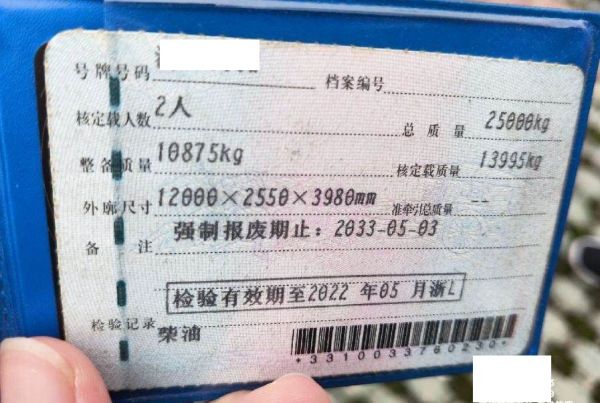 号牌号码 档案编号
核定载人数 2人 总质量 25000kg
整备质量 10875kg 核定载质量 13995kg
外廓尺寸 12000×2550×3980mm 准牵引总质量 --
备注 强制报废期止：2033-05-03
检验有效期至2022年05月浙L
检验记录 柴油
*3310033760230*